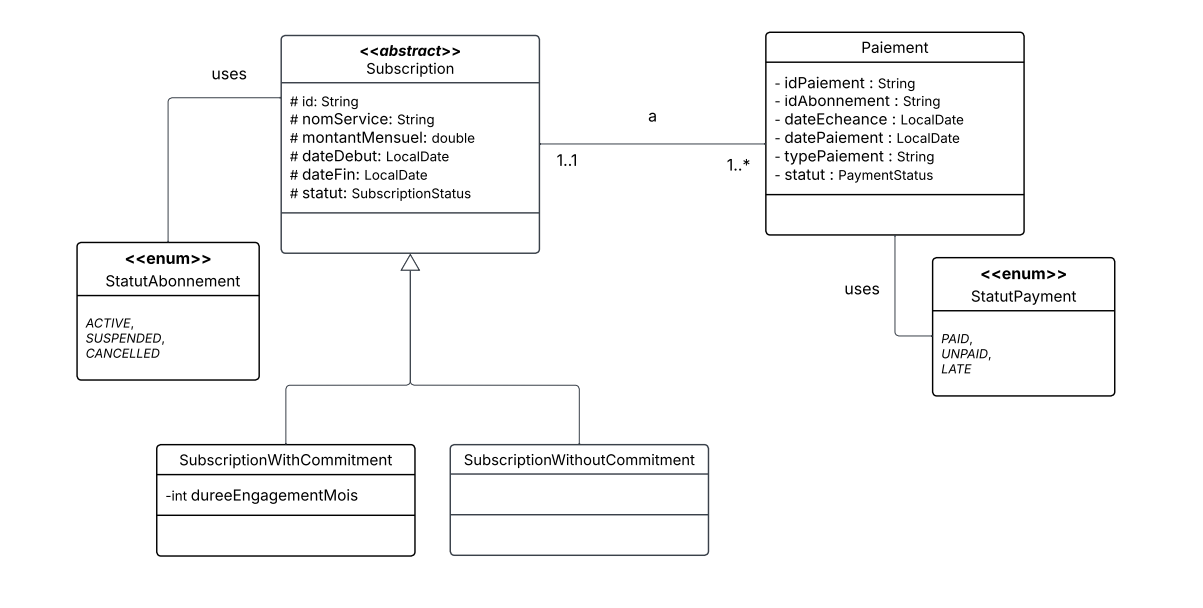 <<abstract>>
Subscription
# id: String
# nomService: String
# montantMensuel: double
# dateDebut: LocalDate
# dateFin: LocalDate
# statut: SubscriptionStatus
uses
a
1..1
1..*
Paiement
- idPaiement : String
- idAbonnement : String
- dateEcheance : LocalDate
- datePaiement : LocalDate
- typePaiement : String
- statut : PaymentStatus
<<enum>>
StatutAbonnement
ACTIVE,
SUSPENDED,
CANCELLED
uses
<<enum>>
StatutPayment
PAID,
UNPAID,
LATE
SubscriptionWithCommitment
-int dureeEngagementMois
SubscriptionWithoutCommitment